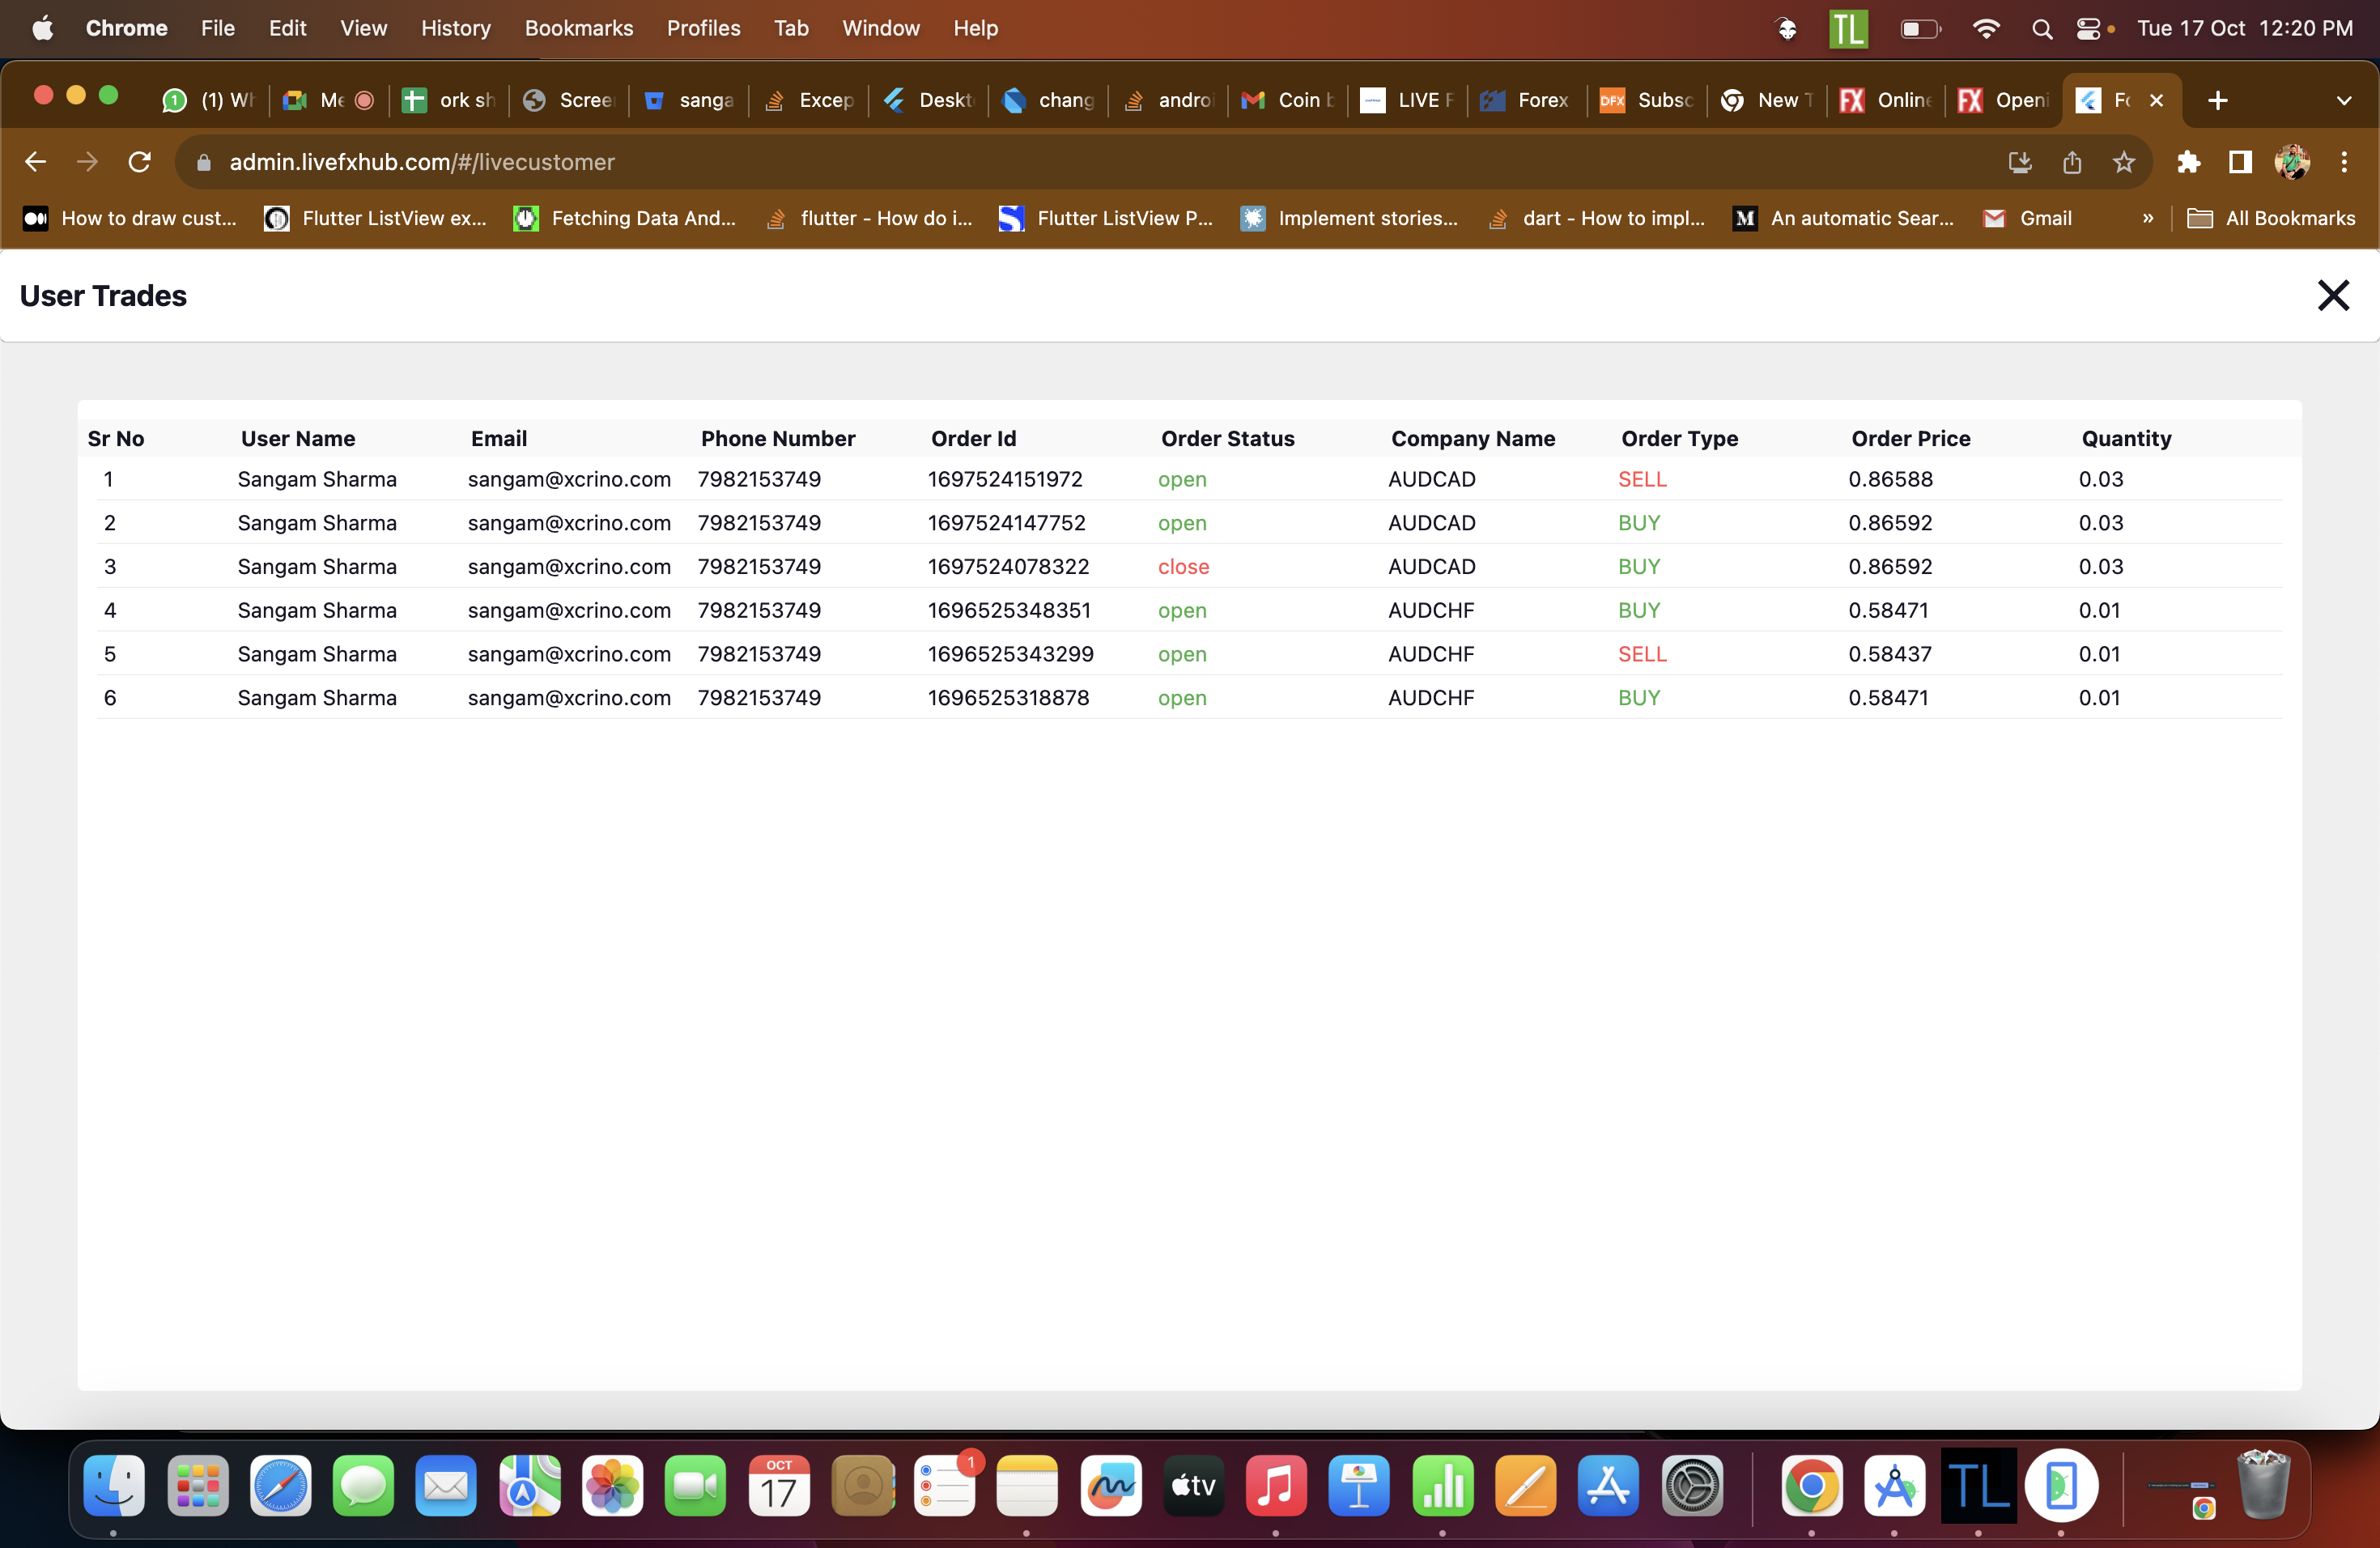 Chrome File Edit View History Bookmarks Profiles Tab Window Help TL Tue 17 Oct 12:20 PM
(1) Wh Me ork sh Scree sanga Excep Deskt chang androi Coin b LIVE F Forex DFX Subsc New T FX Online FX Openi Fo
admin.livefxhub.com/#/livecustomer
How to draw cust... Flutter ListView ex... Fetching Data And... flutter - How do i... Flutter ListView P... Implement stories... dart - How to impl... M An automatic Sear... Gmail » All Bookmarks
User Trades
Sr No User Name Email Phone Number Order Id Order Status Company Name Order Type Order Price Quantity
1 Sangam Sharma sangam@xcrino.com 7982153749 1697524151972 open AUDCAD SELL 0.86588 0.03
2 Sangam Sharma sangam@xcrino.com 7982153749 1697524147752 open AUDCAD BUY 0.86592 0.03
3 Sangam Sharma sangam@xcrino.com 7982153749 1697524078322 close AUDCAD BUY 0.86592 0.03
4 Sangam Sharma sangam@xcrino.com 7982153749 1696525348351 open AUDCHF BUY 0.58471 0.01
5 Sangam Sharma sangam@xcrino.com 7982153749 1696525343299 open AUDCHF SELL 0.58437 0.01
6 Sangam Sharma sangam@xcrino.com 7982153749 1696525318878 open AUDCHF BUY 0.58471 0.01
OCT 17 1 tv TL